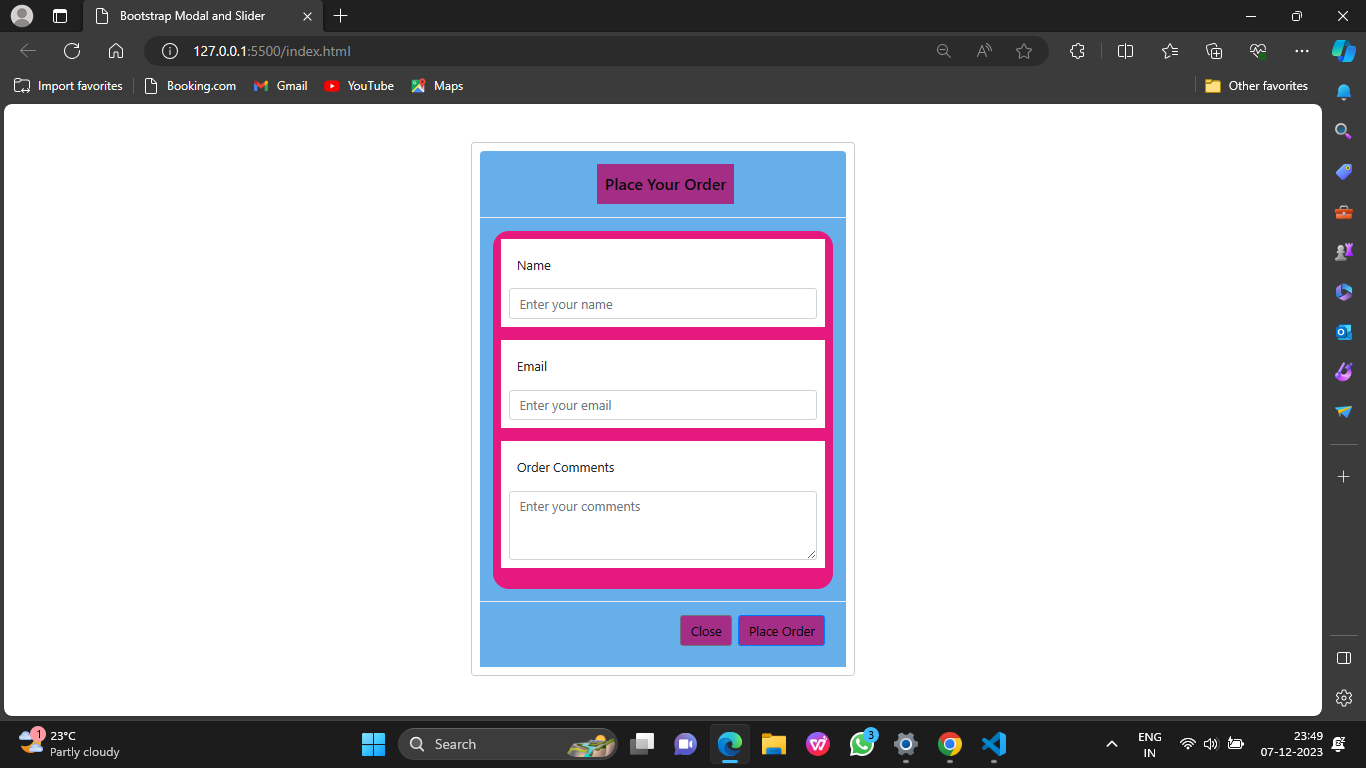 Bootstrap Modal and Slider
127.0.0.1:5500/index.html
Import favorites
Booking.com
Gmail
YouTube
Maps
Other favorites
Place Your Order
Name
Enter your name
Email
Enter your email
Order Comments
Enter your comments
Close
Place Order
1
23°C
Partly cloudy
Search
3
ENG
IN
23:49
07-12-2023